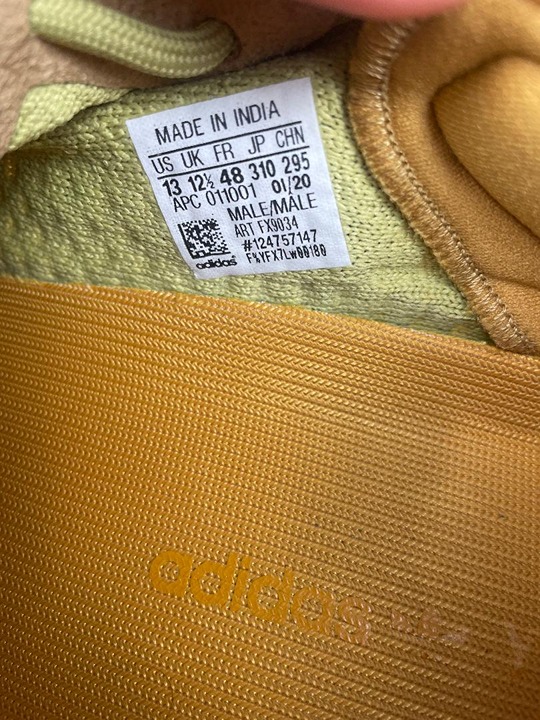 MADE IN INDIA
US UK FR JP CHN
13 12½ 48 310 295
APC 011001 01/20
MALE/MALE
ART FX9034
#124757147
adidas
adidas